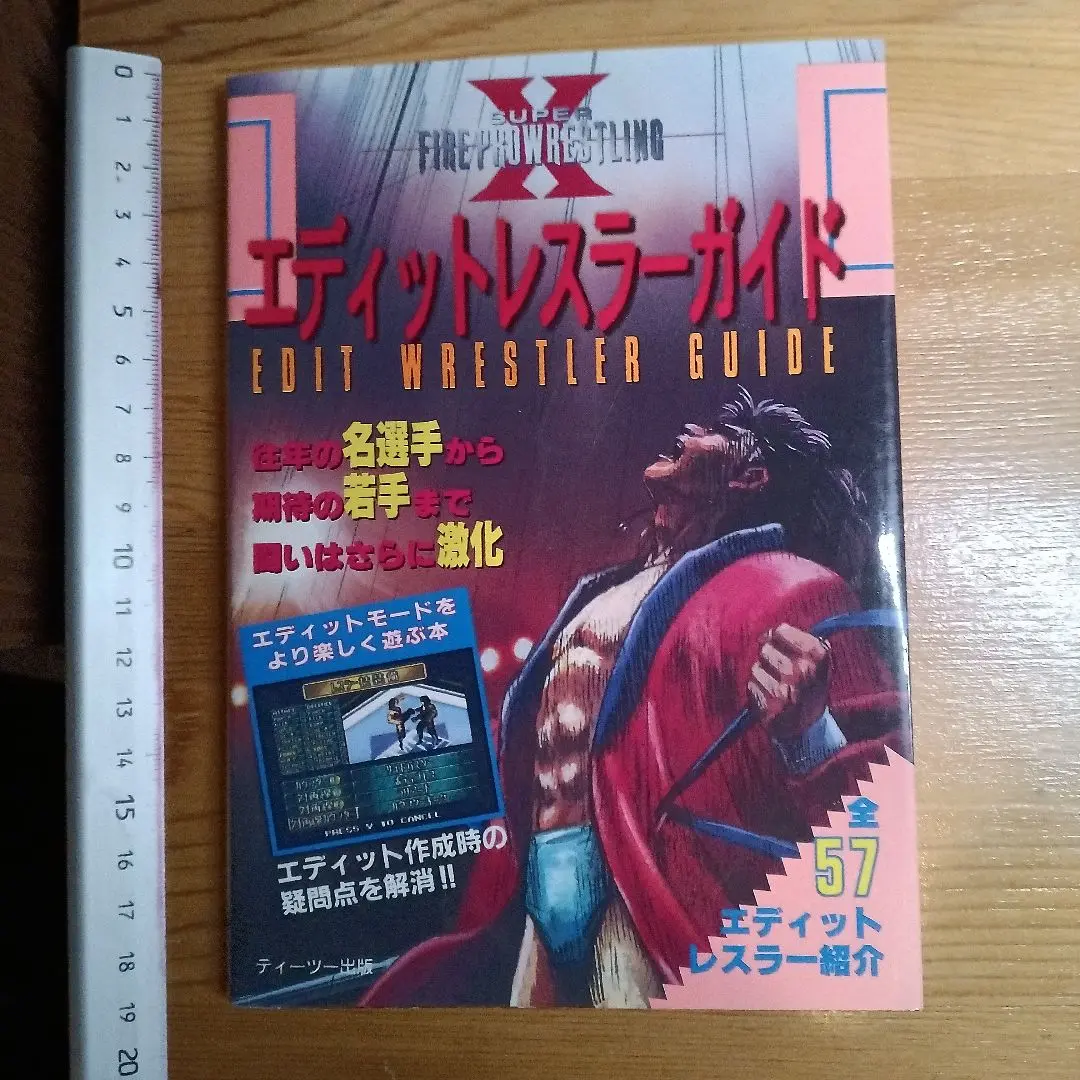 0
1
2
3
4
5
6
7
8
9
10
11
12
13
14
15
16
17
18
19
20
X
SUPER
FIRE PROWRESTLING
エディットレスラーガイド
EDIT WRESTLER GUIDE
往年の名選手から
期待の若手まで
闘いはさらに激化
エディットモードを
より楽しく遊ぶ本
PRESS Y TO CANCEL
エディット作成時の
疑問点を解消!!
全
57
エディット
レスラー紹介
ティーツー出版